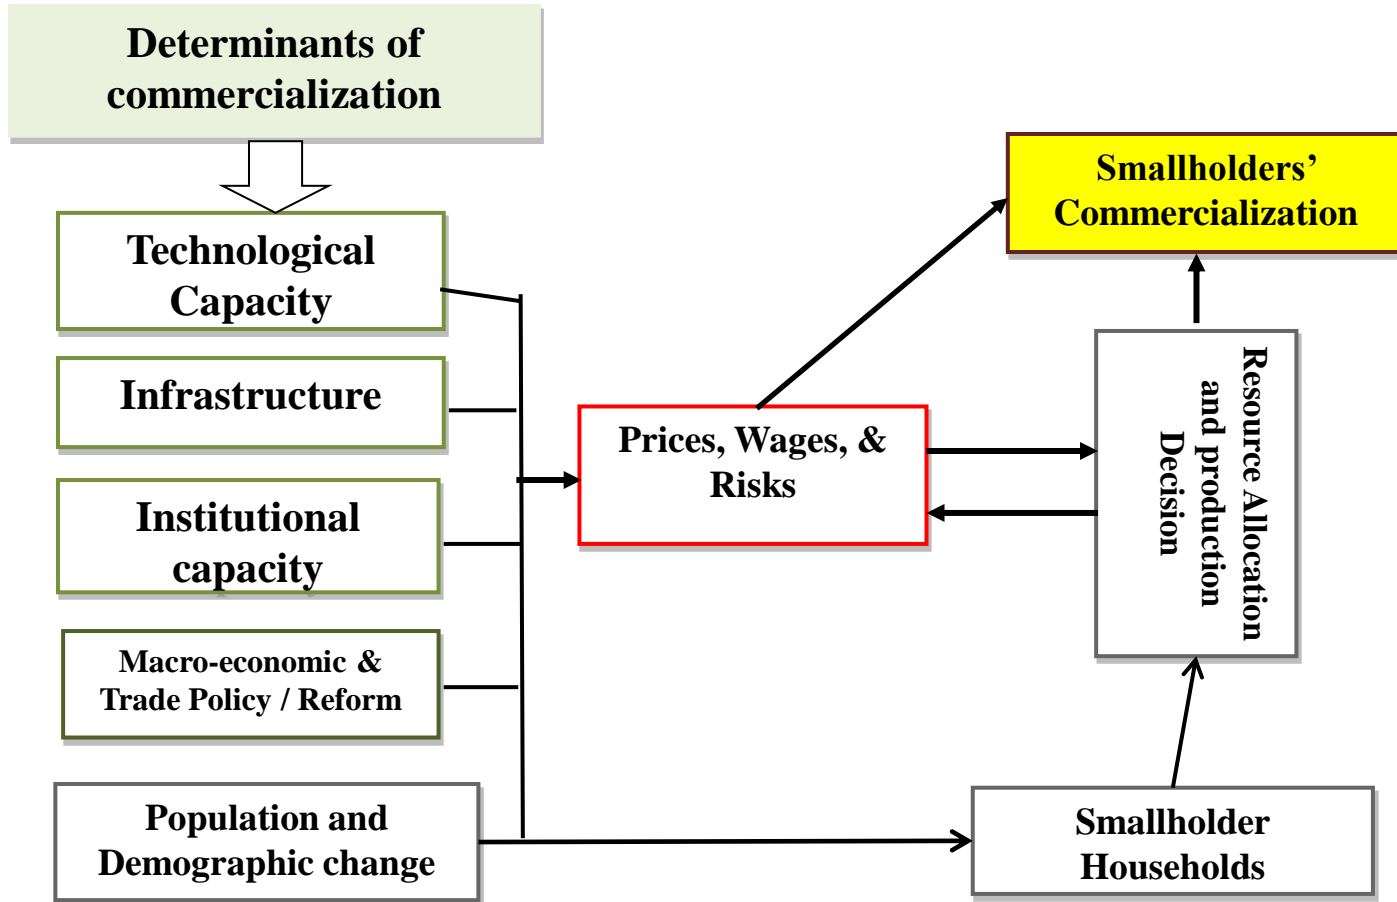 Determinants of
commercialization
Technological
Capacity
Infrastructure
Institutional
capacity
Macro-economic &
Trade Policy / Reform
Population and
Demographic change
Prices, Wages, &
Risks
Smallholders’
Commercialization
Resource Allocation
and production
Decision
Smallholder
Households